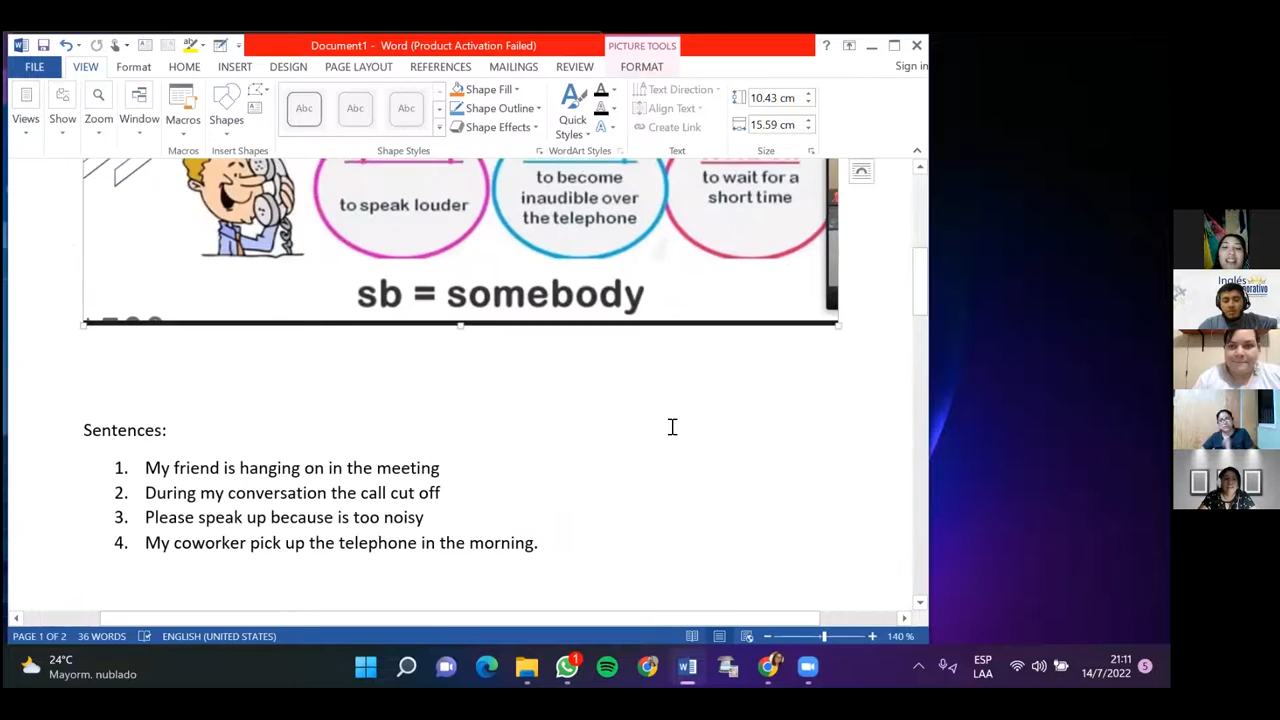 Document1 - Word (Product Activation Failed)
PICTURE TOOLS
?
FILE
VIEW
Format
HOME
INSERT
DESIGN
PAGE LAYOUT
REFERENCES
MAILINGS
REVIEW
FORMAT
Sign in
Views
Show
Zoom
Window
Macros
Shapes
Abc
Abc
Abc
Shape Fill
Shape Outline
Shape Effects
Quick
Styles
Text Direction
Align Text
Create Link
10.43 cm
15.59 cm
Macros
Insert Shapes
Shape Styles
WordArt Styles
Text
Size
to speak louder
to become
inaudible over
the telephone
to wait for a
short time
sb = somebody
Sentences:
1. My friend is hanging on in the meeting
2. During my conversation the call cut off
3. Please speak up because is too noisy
4. My coworker pick up the telephone in the morning.
PAGE 1 OF 2
36 WORDS
ENGLISH (UNITED STATES)
140 %
24°C
Mayorm. nublado
1
ESP
LAA
21:11
14/7/2022
5
Inglés